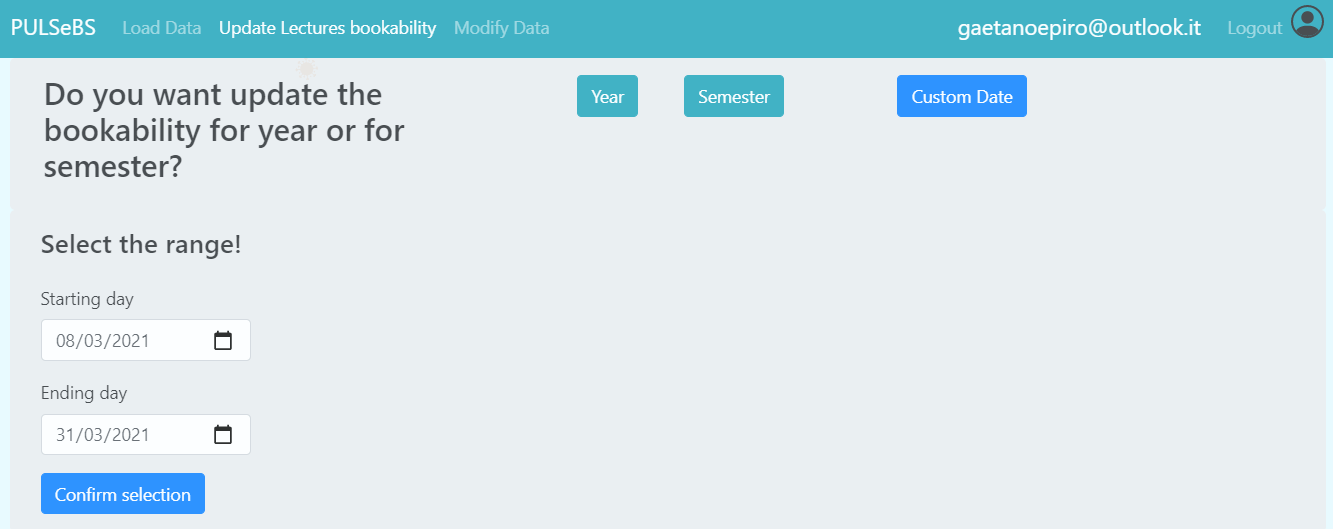 PULSeBS Load Data Update Lectures bookability Modify Data gaetanoepiro@outlook.it Logout
Do you want update the
bookability for year or for
semester?
Year Semester Custom Date
Select the range!
Starting day
08/03/2021
Ending day
31/03/2021
Confirm selection